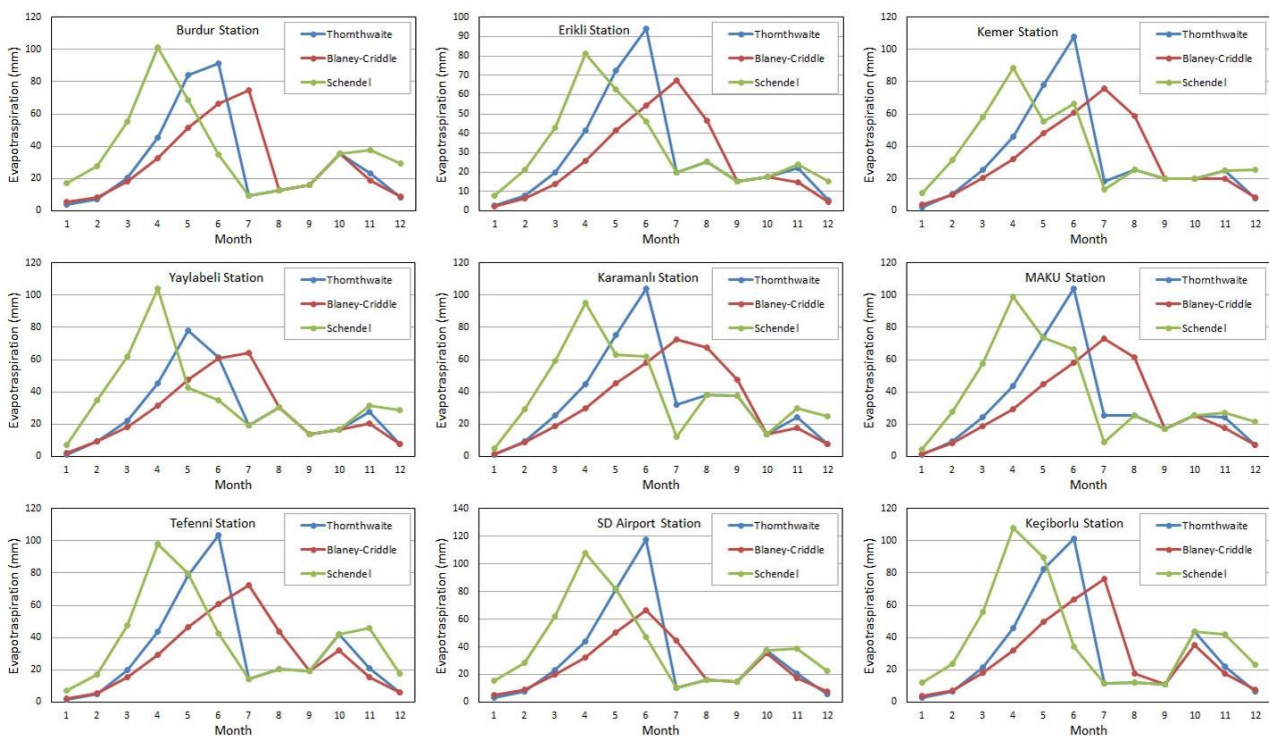 Burdur Station
Thornthwaite
Blaney-Criddle
Schendel
Evapotraspiration (mm)
120
100
80
60
40
20
0
1 2 3 4 5 6 7 8 9 10 11 12
Month
Erikli Station
Thornthwaite
Blaney-Criddle
Schendel
Evapotraspiration (mm)
100
90
80
70
60
50
40
30
20
10
0
1 2 3 4 5 6 7 8 9 10 11 12
Month
Kemer Station
Thornthwaite
Blaney-Criddle
Schendel
Evapotraspiration (mm)
120
100
80
60
40
20
0
1 2 3 4 5 6 7 8 9 10 11 12
Month
Yaylabeli Station
Thornthwaite
Blaney-Criddle
Schendel
Evapotraspiration (mm)
120
100
80
60
40
20
0
1 2 3 4 5 6 7 8 9 10 11 12
Month
Karamanlı Station
Thornthwaite
Blaney-Criddle
Schendel
Evapotraspiration (mm)
120
100
80
60
40
20
0
1 2 3 4 5 6 7 8 9 10 11 12
Month
MAKU Station
Thornthwaite
Blaney-Criddle
Schendel
Evapotraspiration (mm)
120
100
80
60
40
20
0
1 2 3 4 5 6 7 8 9 10 11 12
Month
Tefenni Station
Thornthwaite
Blaney-Criddle
Schendel
Evapotraspiration (mm)
120
100
80
60
40
20
0
1 2 3 4 5 6 7 8 9 10 11 12
Month
SD Airport Station
Thornthwaite
Blaney-Criddle
Schendel
Evapotraspiration (mm)
140
120
100
80
60
40
20
0
1 2 3 4 5 6 7 8 9 10 11 12
Month
Keçiborlu Station
Thornthwaite
Blaney-Criddle
Schendel
Evapotraspiration (mm)
120
100
80
60
40
20
0
1 2 3 4 5 6 7 8 9 10 11 12
Month